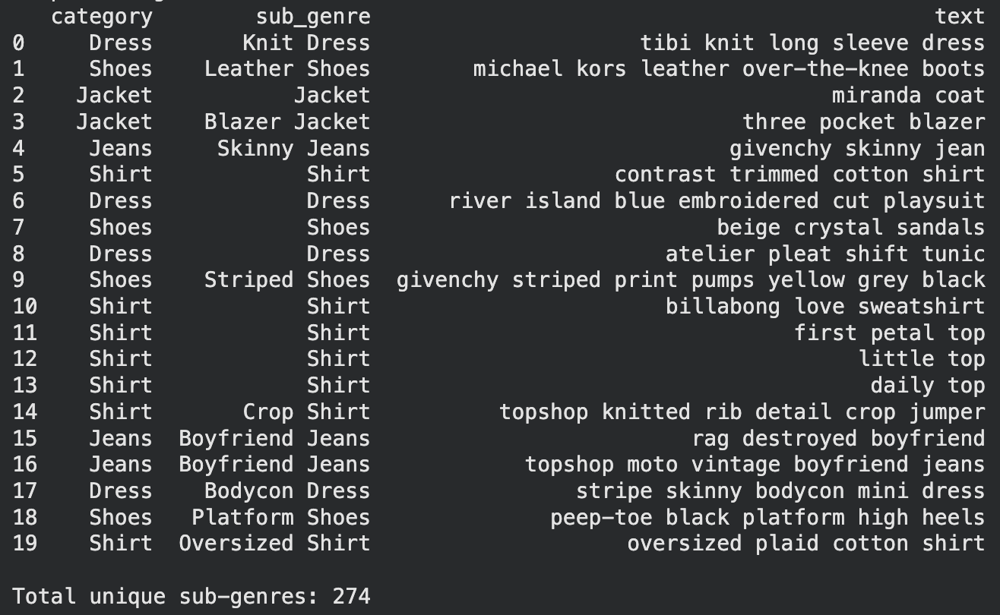 category sub_genre text
0 Dress Knit Dress tibi knit long sleeve dress
1 Shoes Leather Shoes michael kors leather over-the-knee boots
2 Jacket Jacket miranda coat
3 Jacket Blazer Jacket three pocket blazer
4 Jeans Skinny Jeans givenchy skinny jean
5 Shirt Shirt contrast trimmed cotton shirt
6 Dress Dress river island blue embroidered cut playsuit
7 Shoes Shoes beige crystal sandals
8 Dress Dress atelier pleat shift tunic
9 Shoes Striped Shoes givenchy striped print pumps yellow grey black
10 Shirt Shirt billabong love sweatshirt
11 Shirt Shirt first petal top
12 Shirt Shirt little top
13 Shirt Shirt daily top
14 Shirt Crop Shirt topshop knitted rib detail crop jumper
15 Jeans Boyfriend Jeans rag destroyed boyfriend
16 Jeans Boyfriend Jeans topshop moto vintage boyfriend jeans
17 Dress Bodycon Dress stripe skinny bodycon mini dress
18 Shoes Platform Shoes peep-toe black platform high heels
19 Shirt Oversized Shirt oversized plaid cotton shirt
Total unique sub-genres: 274